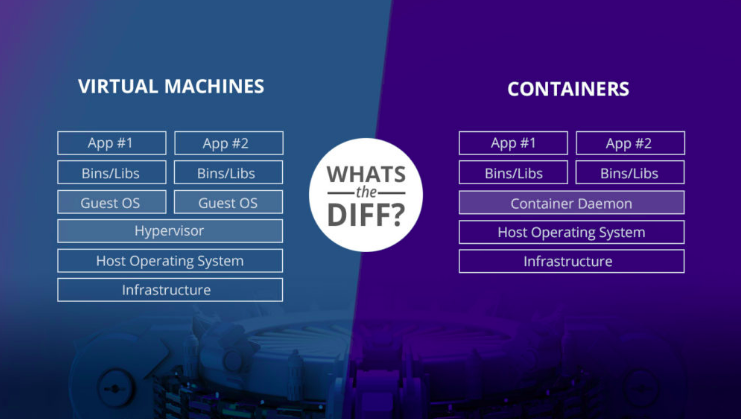 VIRTUAL MACHINES
App #1
App #2
Bins/Libs
Bins/Libs
Guest OS
Guest OS
Hypervisor
Host Operating System
Infrastructure
WHATS
the
DIFF?
CONTAINERS
App #1
App #2
Bins/Libs
Bins/Libs
Container Daemon
Host Operating System
Infrastructure